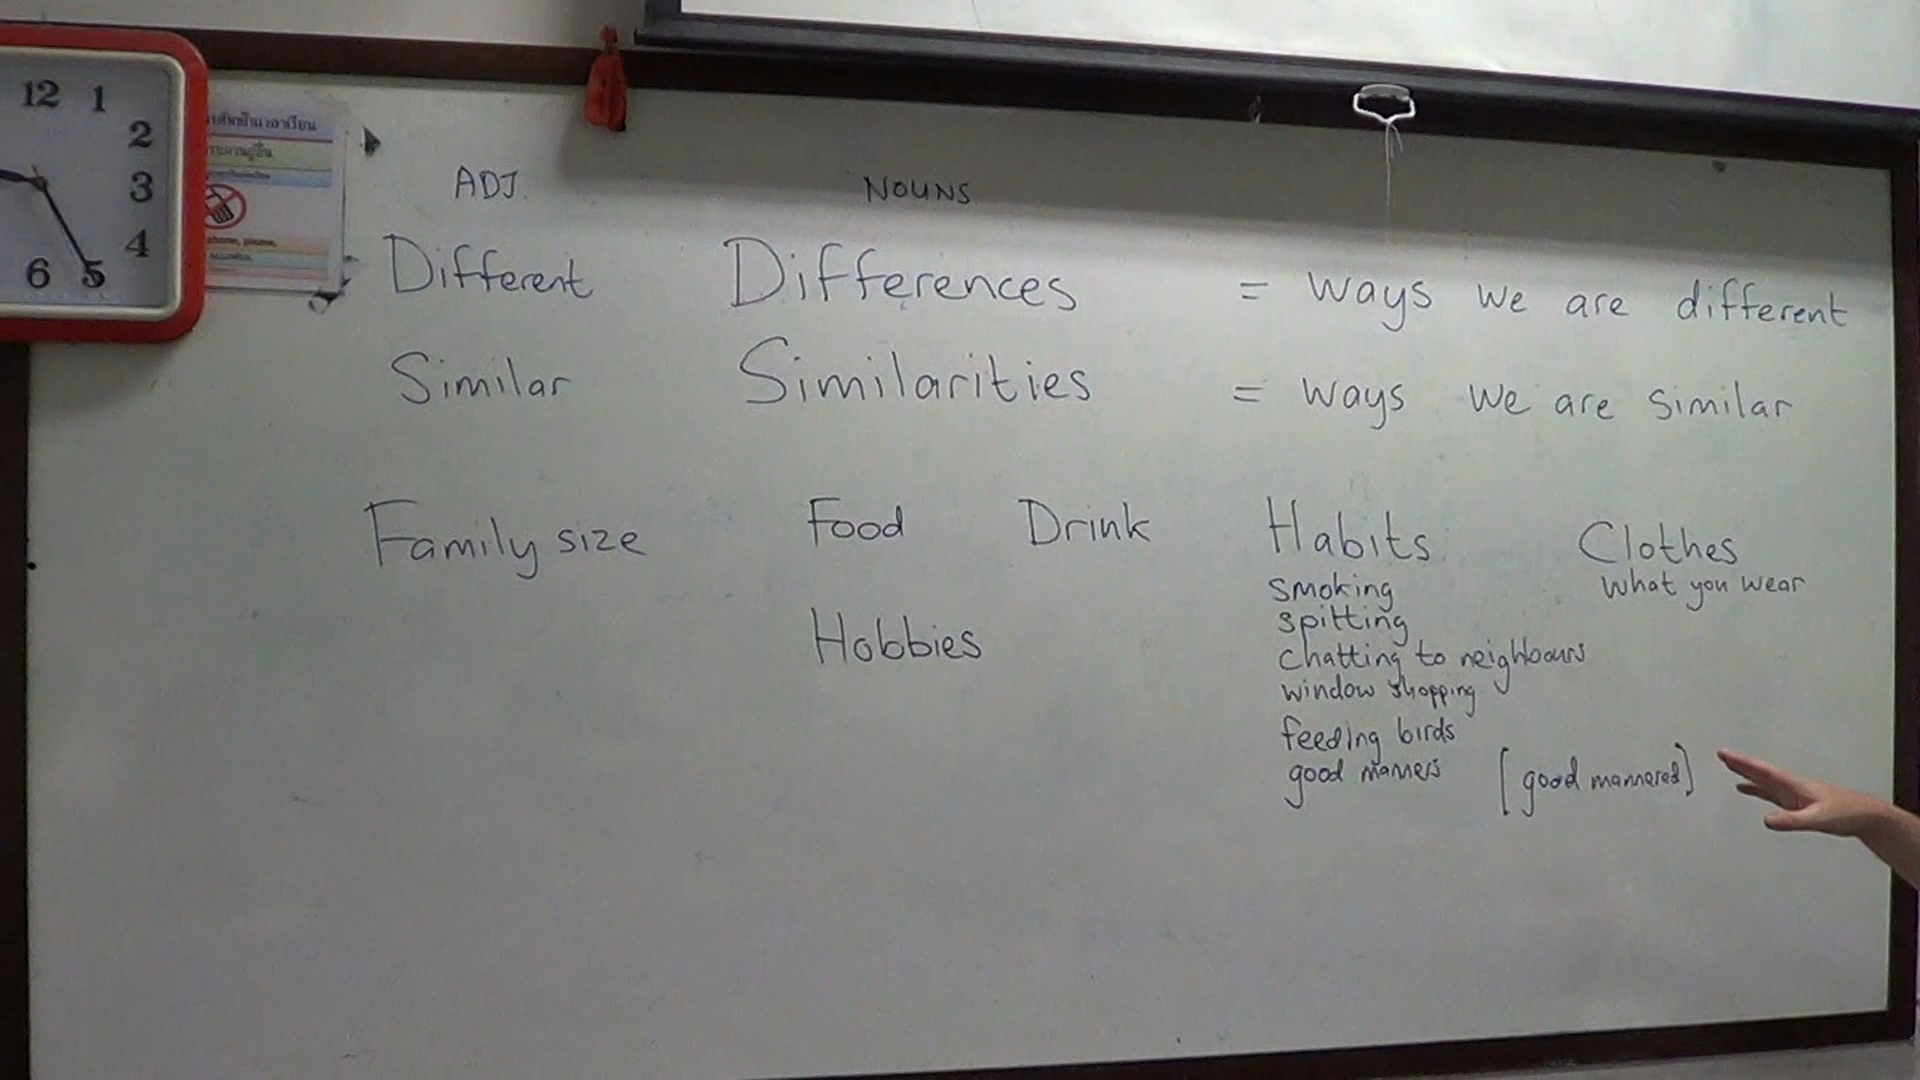 12 1
2
3
4
5
6
phone, please.
ADJ. NOUNS
Different Differences = ways we are different
Similar Similarities = ways we are similar
Family size Food Drink Habits Clothes
smoking what you wear
spitting
Hobbies
chatting to neighbours
window shopping
feeding birds
good manners [good mannered]